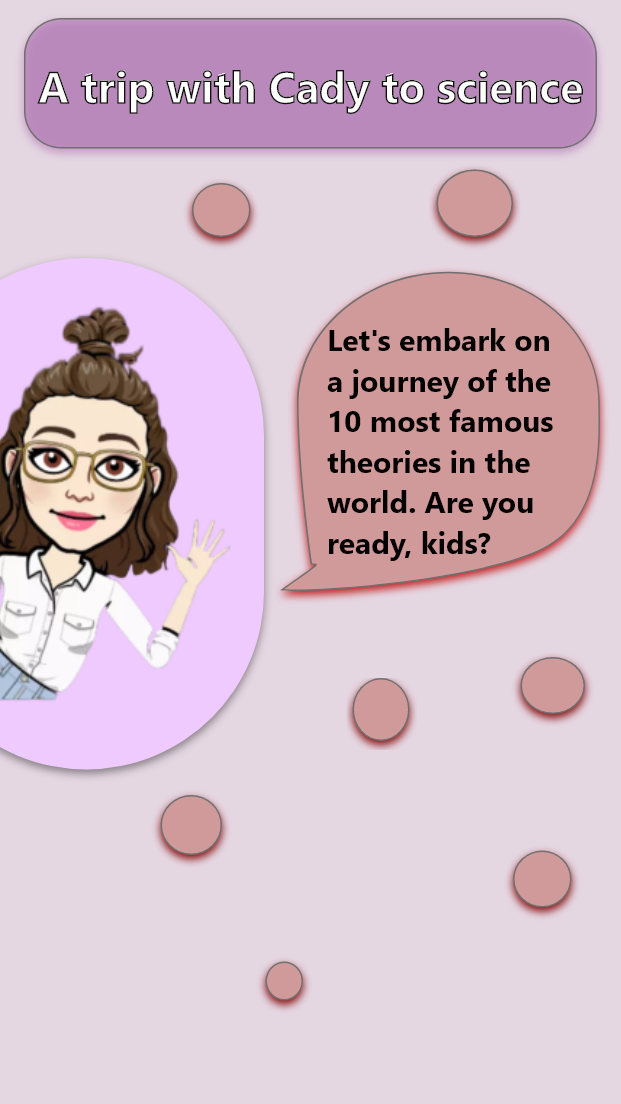 A trip with Cady to science
Let's embark on
a journey of the
10 most famous
theories in the
world. Are you
ready, kids?